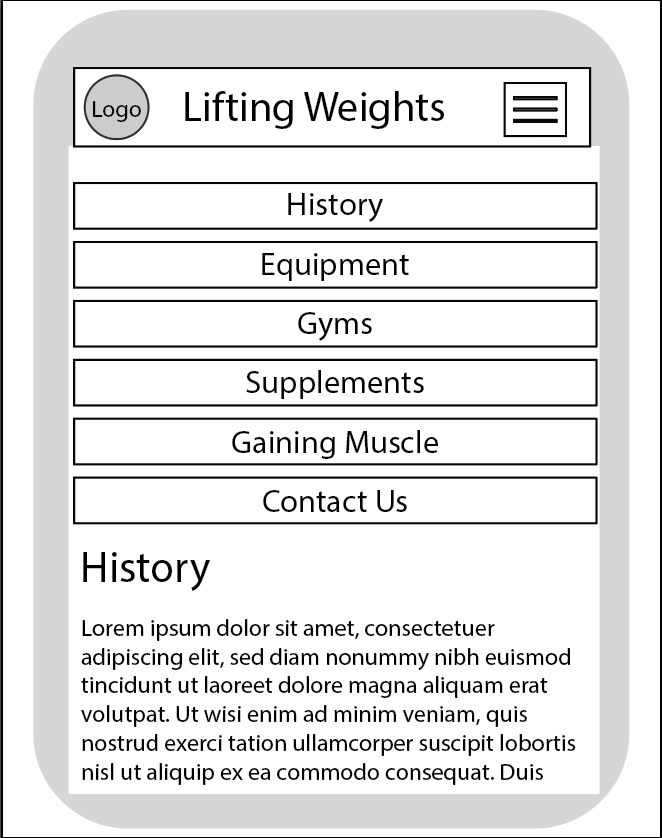 Logo
Lifting Weights
History
Equipment
Gyms
Supplements
Gaining Muscle
Contact Us
History
Lorem ipsum dolor sit amet, consectetuer
adipiscing elit, sed diam nonummy nibh euismod
tincidunt ut laoreet dolore magna aliquam erat
volutpat. Ut wisi enim ad minim veniam, quis
nostrud exerci tation ullamcorper suscipit lobortis
nisl ut aliquip ex ea commodo consequat. Duis